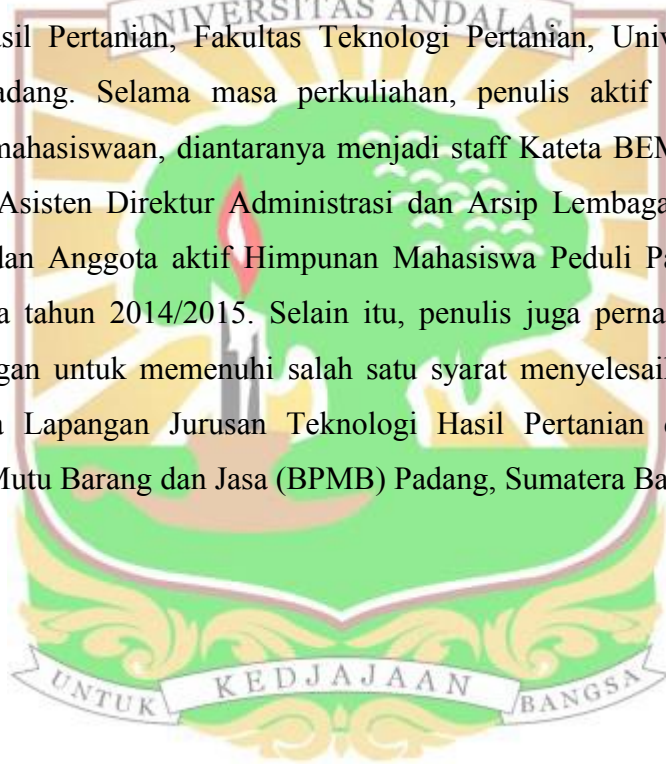 UNIVERSITAS ANDALAS
asil Pertanian, Fakultas Teknologi Pertanian, Univ
adang. Selama masa perkuliahan, penulis aktif
mahasiswaan, diantaranya menjadi staff Kateta BEM
Asisten Direktur Administrasi dan Arsip Lembaga
dan Anggota aktif Himpunan Mahasiswa Peduli Pa
a tahun 2014/2015. Selain itu, penulis juga perna
gan untuk memenuhi salah satu syarat menyelesai
a Lapangan Jurusan Teknologi Hasil Pertanian
Mutu Barang dan Jasa (BPMB) Padang, Sumatera Ba
UNTUK KEDJAJAAN BANGSA